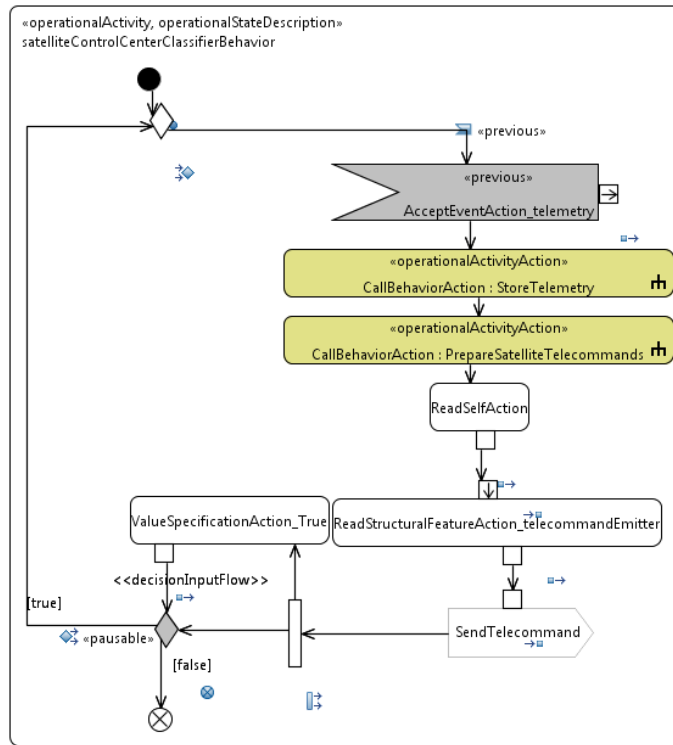 «operationalActivity, operationalStateDescription»
satelliteControlCenterClassifierBehavior
«previous»
«previous»
AcceptEventAction_telemetry
«operationalActivityAction»
CallBehaviorAction : StoreTelemetry
«operationalActivityAction»
CallBehaviorAction : PrepareSatelliteTelecommands
ReadSelfAction
ValueSpecificationAction_True
ReadStructuralFeatureAction_telecommandEmitter
<<decisionInputFlow>>
[true]
«pausable»
SendTelecommand
[false]